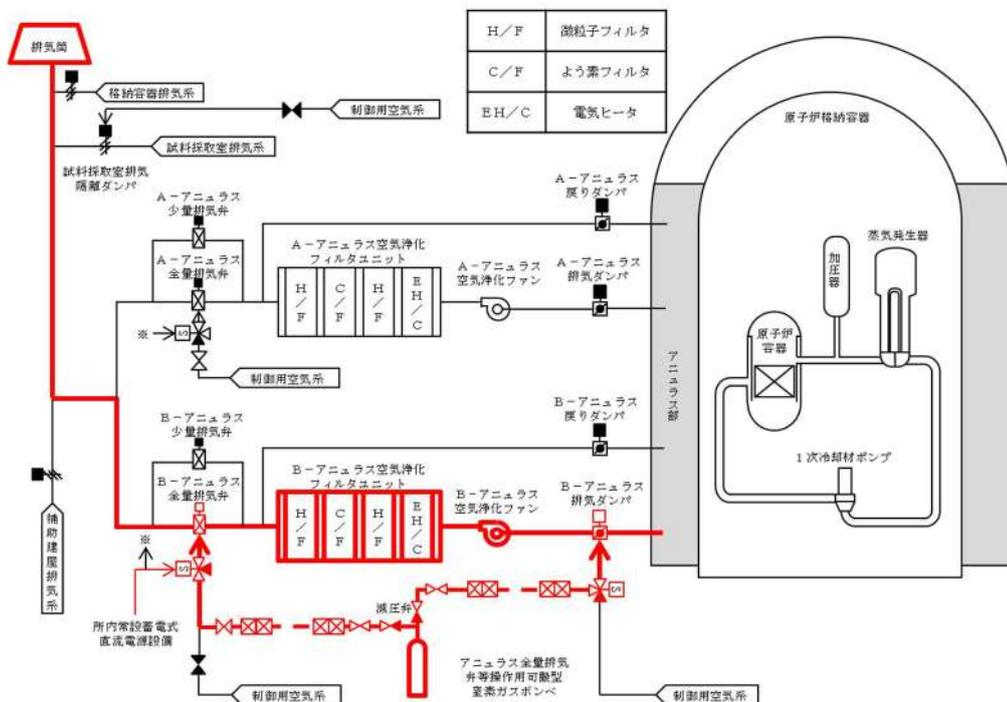 排気筒
H/F 微粒子フィルタ
C/F よう素フィルタ
EH/C 電気ヒータ
格納容器排気系
制御用空気系
試料採取室排気系
試料採取室排気
隔離ダンパ
A-アニュラス
少量排気弁
A-アニュラス
全量排気弁
A-アニュラス空気浄化
フィルタユニット
H/F
C/F
H/F
EH/C
A-アニュラス
空気浄化ファン
A-アニュラス
戻りダンパ
A-アニュラス
排気ダンパ
※
S
制御用空気系
原子炉格納容器
蒸気発生器
加圧器
原子炉
容器
1次冷却材ポンプ
アニュラス部
B-アニュラス
少量排気弁
B-アニュラス
全量排気弁
B-アニュラス空気浄化
フィルタユニット
H/F
C/F
H/F
EH/C
B-アニュラス
空気浄化ファン
B-アニュラス
戻りダンパ
B-アニュラス
排気ダンパ
補助建屋排気系
※
S
S
所内常設蓄電式
直流電源設備
減圧弁
アニュラス全量排気
弁等操作用可搬型
窒素ガスボンベ
制御用空気系
制御用空気系